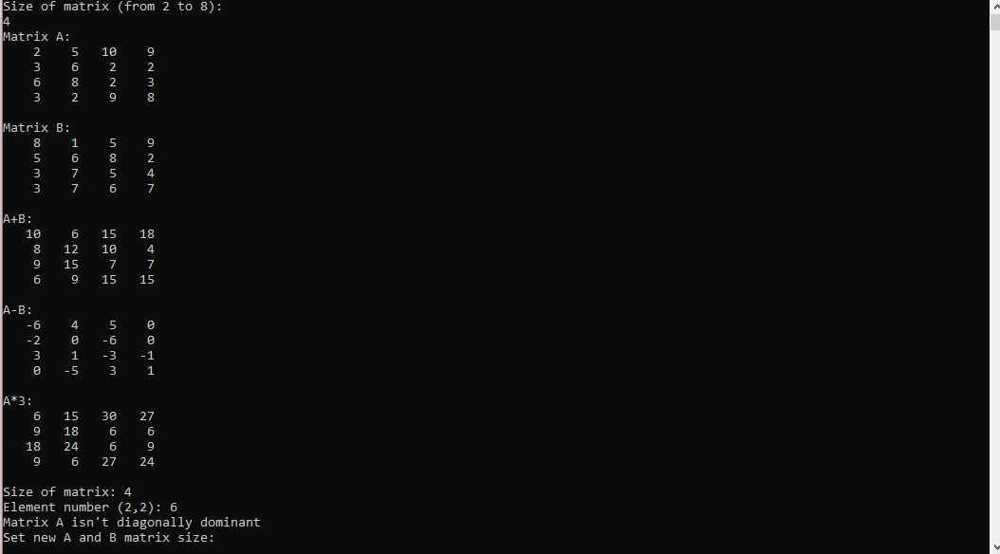 Size of matrix (from 2 to 8):
4
Matrix A:
2 5 10 9
3 6 2 2
6 8 2 3
3 2 9 8
Matrix B:
8 1 5 9
5 6 8 2
3 7 5 4
3 7 6 7
A+B:
10 6 15 18
8 12 10 4
9 15 7 7
6 9 15 15
A-B:
-6 4 5 0
-2 0 -6 0
3 1 -3 -1
0 -5 3 1
A*3:
6 15 30 27
9 18 6 6
18 24 6 9
9 6 27 24
Size of matrix: 4
Element number (2,2): 6
Matrix A isn't diagonally dominant
Set new A and B matrix size: